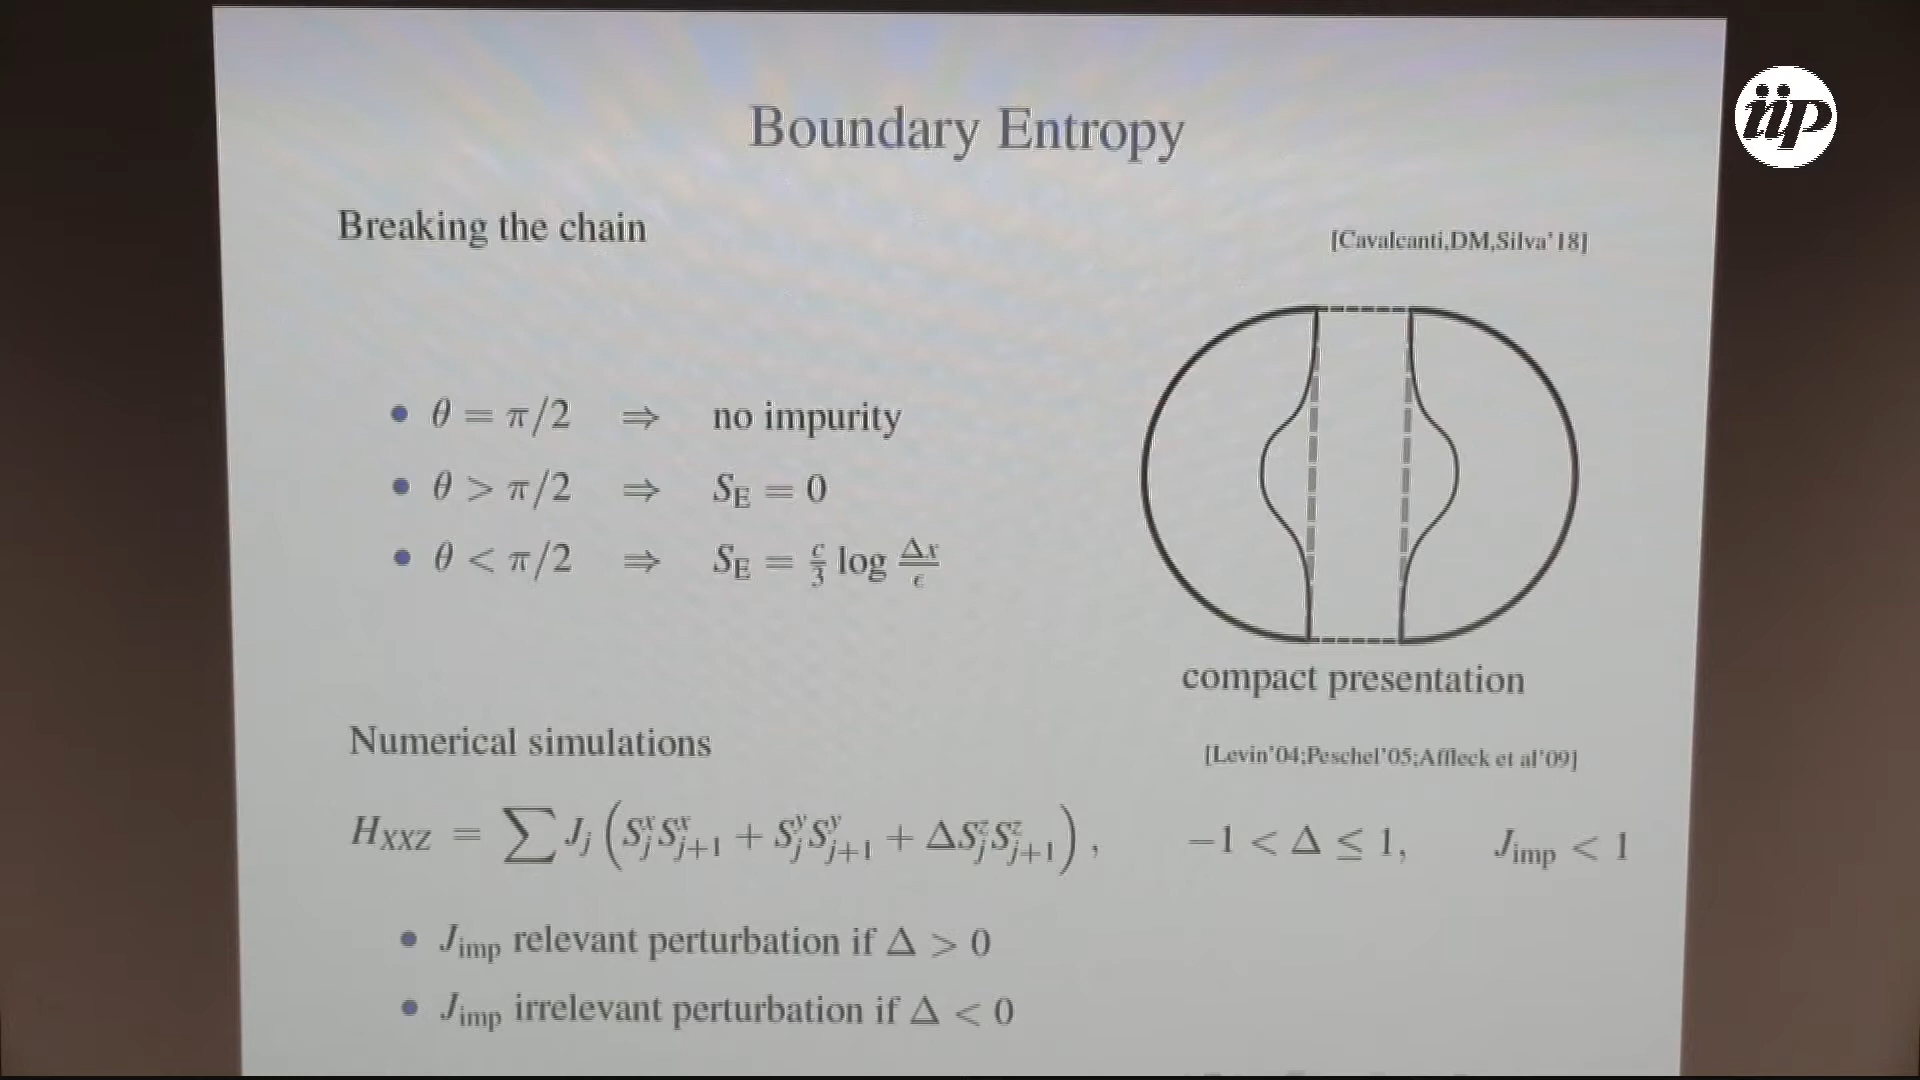 iip
Boundary Entropy
Breaking the chain
[Cavalcanti,DM,Silva'18]
• θ = π/2 ⇒ no impurity
• θ > π/2 ⇒ S_E = 0
• θ < π/2 ⇒ S_E = c/3 log Δx/ϵ
compact presentation
Numerical simulations
[Levin'04;Peschel'05;Affleck et al'09]
H_XXZ = ∑ J_j (S^x_j S^x_{j+1} + S^y_j S^y_{j+1} + ΔS^z_j S^z_{j+1}) , −1 < Δ ≤ 1, J_imp < 1
• J_imp relevant perturbation if Δ > 0
• J_imp irrelevant perturbation if Δ < 0